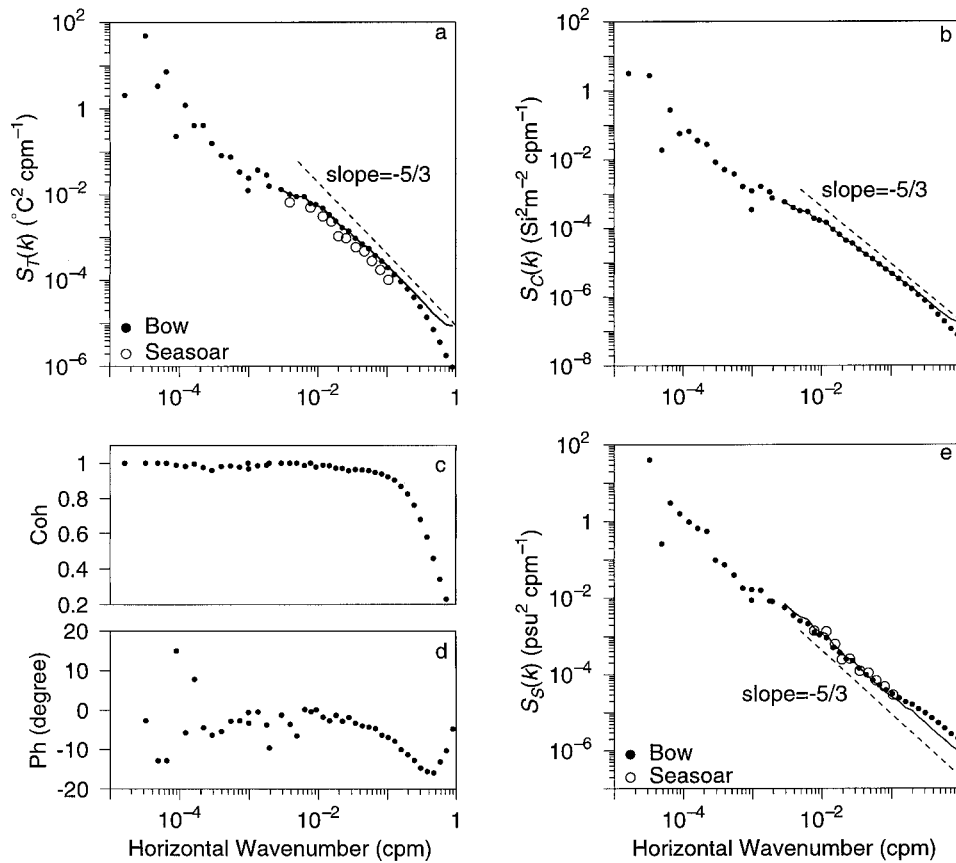 a
10²
1
10⁻²
10⁻⁴
10⁻⁶
S_T(k) (°C² cpm⁻¹)
slope=-5/3
Bow
Seasoar
10⁻⁴
10⁻²
1
b
10²
1
10⁻²
10⁻⁴
10⁻⁶
10⁻⁸
S_C(k) (Si²m⁻² cpm⁻¹)
slope=-5/3
10⁻⁴
10⁻²
c
1
0.8
0.6
0.4
0.2
Coh
d
20
10
0
-10
-20
Ph (degree)
10⁻⁴
10⁻²
1
Horizontal Wavenumber (cpm)
e
10²
1
10⁻²
10⁻⁴
10⁻⁶
S_S(k) (psu² cpm⁻¹)
slope=-5/3
Bow
Seasoar
10⁻⁴
10⁻²
Horizontal Wavenumber (cpm)